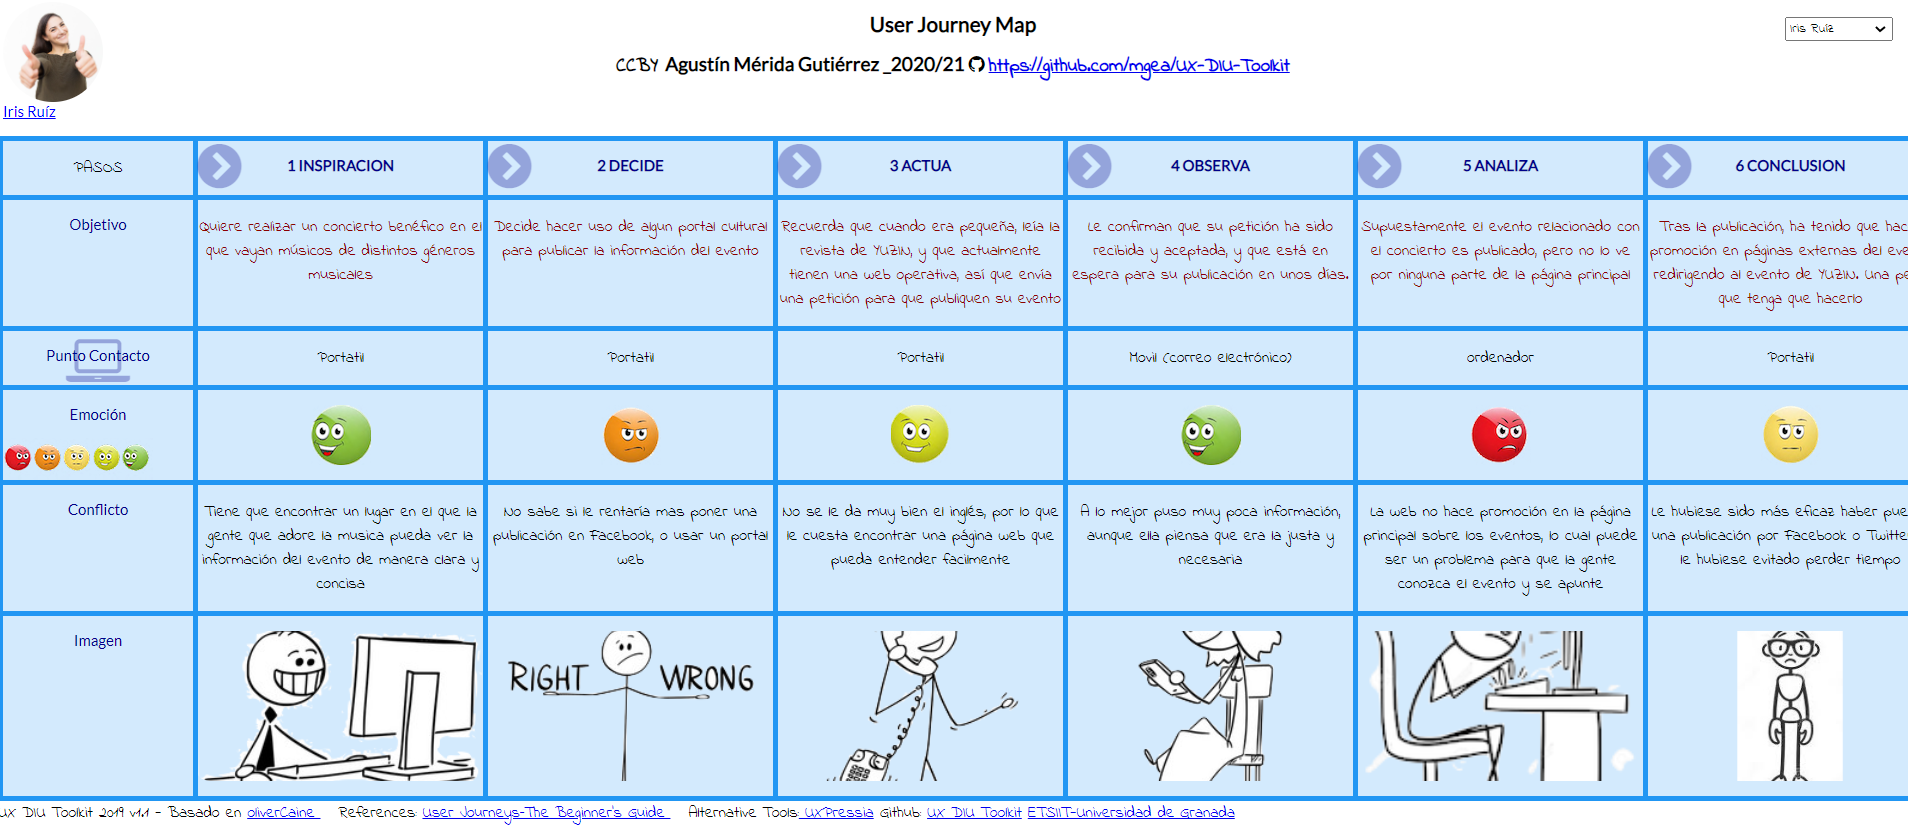 User Journey Map
Iris Ruíz
CCBY Agustín Mérida Gutiérrez _2020/21 https://github.com/mgea/UX-DIU-Toolkit
Iris Ruíz
PASOS
1 INSPIRACION
2 DECIDE
3 ACTUA
4 OBSERVA
5 ANALIZA
6 CONCLUSION
Objetivo
Quiere realizar un concierto benéfico en el
que vayan músicos de distintos géneros
musicales
Decide hacer uso de algun portal cultural
para publicar la información del evento
Recuerda que cuando era pequeña, leía la
revista de YUZIN, y que actualmente
tienen una web operativa, así que envía
una petición para que publiquen su evento
Le confirman que su petición ha sido
recibida y aceptada, y que está en
espera para su publicación en unos días.
Supuestamente el evento relacionado con
el concierto es publicado, pero no lo ve
por ninguna parte de la página principal
Tras la publicación, ha tenido que hac
promoción en páginas externas del eve
redirigendo al evento de YUZIN. Una pe
que tenga que hacerlo
Punto Contacto
Portatil
Portatil
Portatil
Movil (correo electrónico)
ordenador
Portatil
Emoción
Conflicto
Tiene que encontrar un lugar en el que la
gente que adore la musica pueda ver la
información del evento de manera clara y
concisa
No sabe si le rentaría mas poner una
publicación en Facebook, o usar un portal
web
No se le da muy bien el inglés, por lo que
le cuesta encontrar una página web que
pueda entender facilmente
A lo mejor puso muy poca información,
aunque ella piensa que era la justa y
necesaria
La web no hace promoción en la página
principal sobre los eventos, lo cual puede
ser un problema para que la gente
conozca el evento y se apunte
Le hubiese sido más eficaz haber pue
una publicación por Facebook o Twitte
le hubiese evitado perder tiempo
Imagen
RIGHT WRONG
UX DIU Toolkit 2019 v1.1 - Basado en oliverCaine References: User Journeys-The Beginner's Guide Alternative Tools: UXPressia Github: UX DIU Toolkit ETSIIT-Universidad de Granada